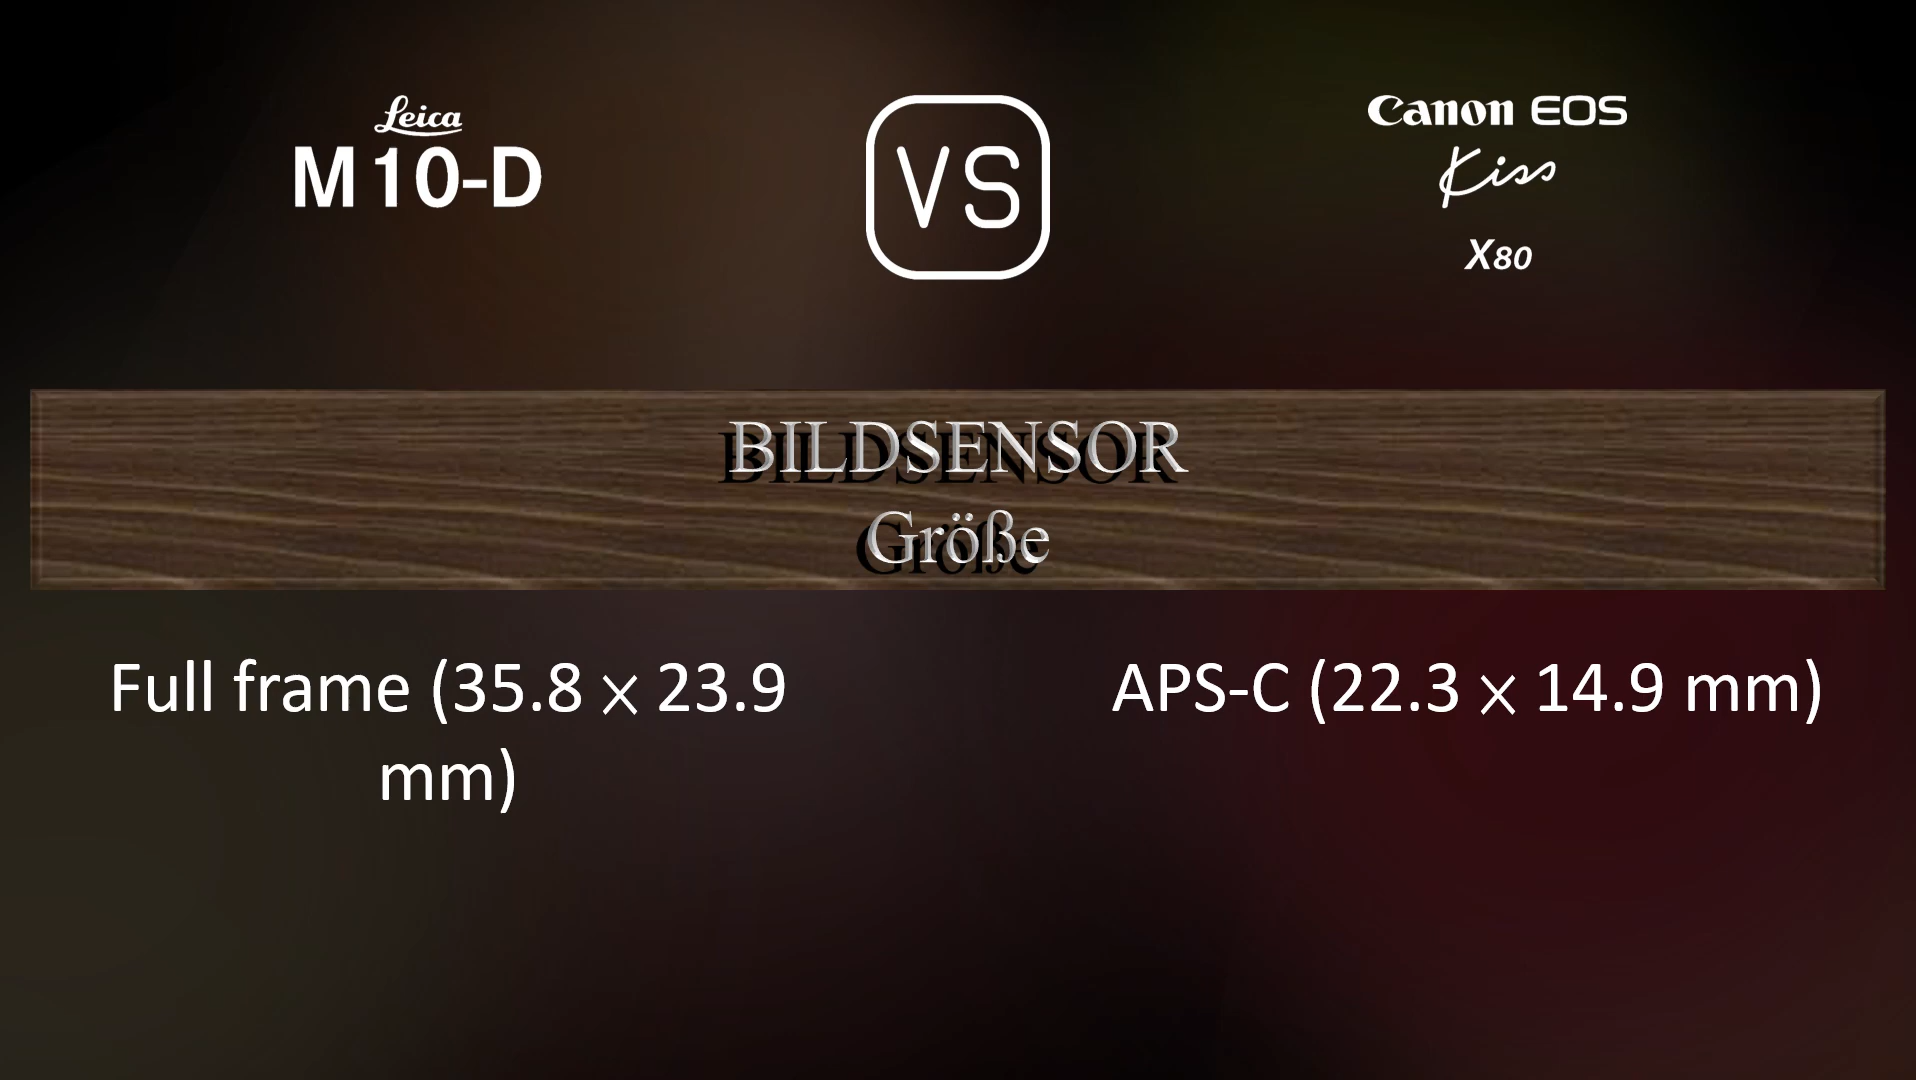 Leica
M10-D
VS
Canon EOS
Kiss
X80
BILDSENSOR
Größe
Full frame (35.8 x 23.9
mm)
APS-C (22.3 x 14.9 mm)